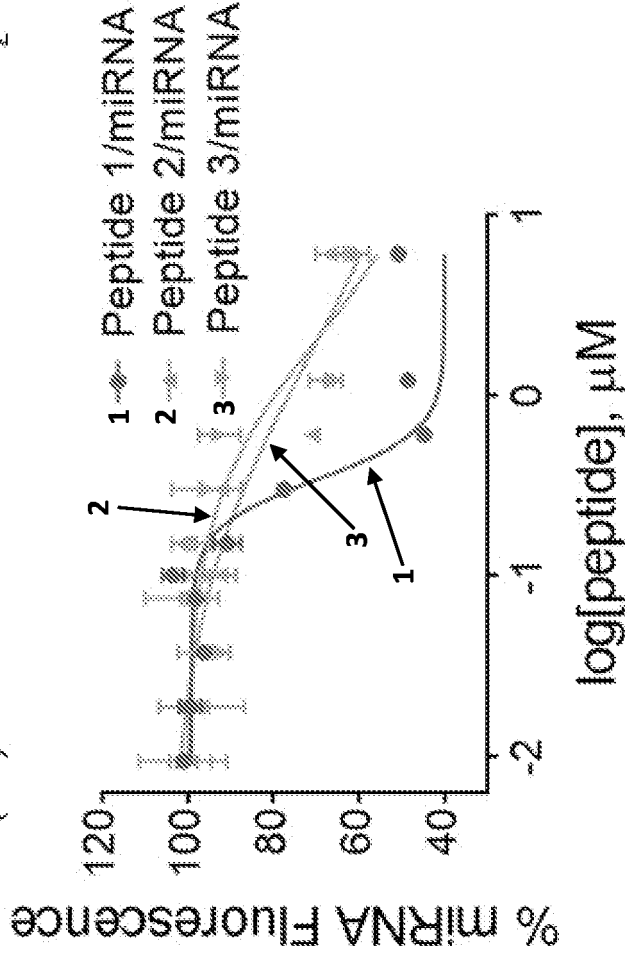 % miRNA Fluorescence
120
100
80
60
40
-2
-1
0
1
log[peptide], μM
1 Peptide 1/miRNA
2 Peptide 2/miRNA
3 Peptide 3/miRNA
2
3
1